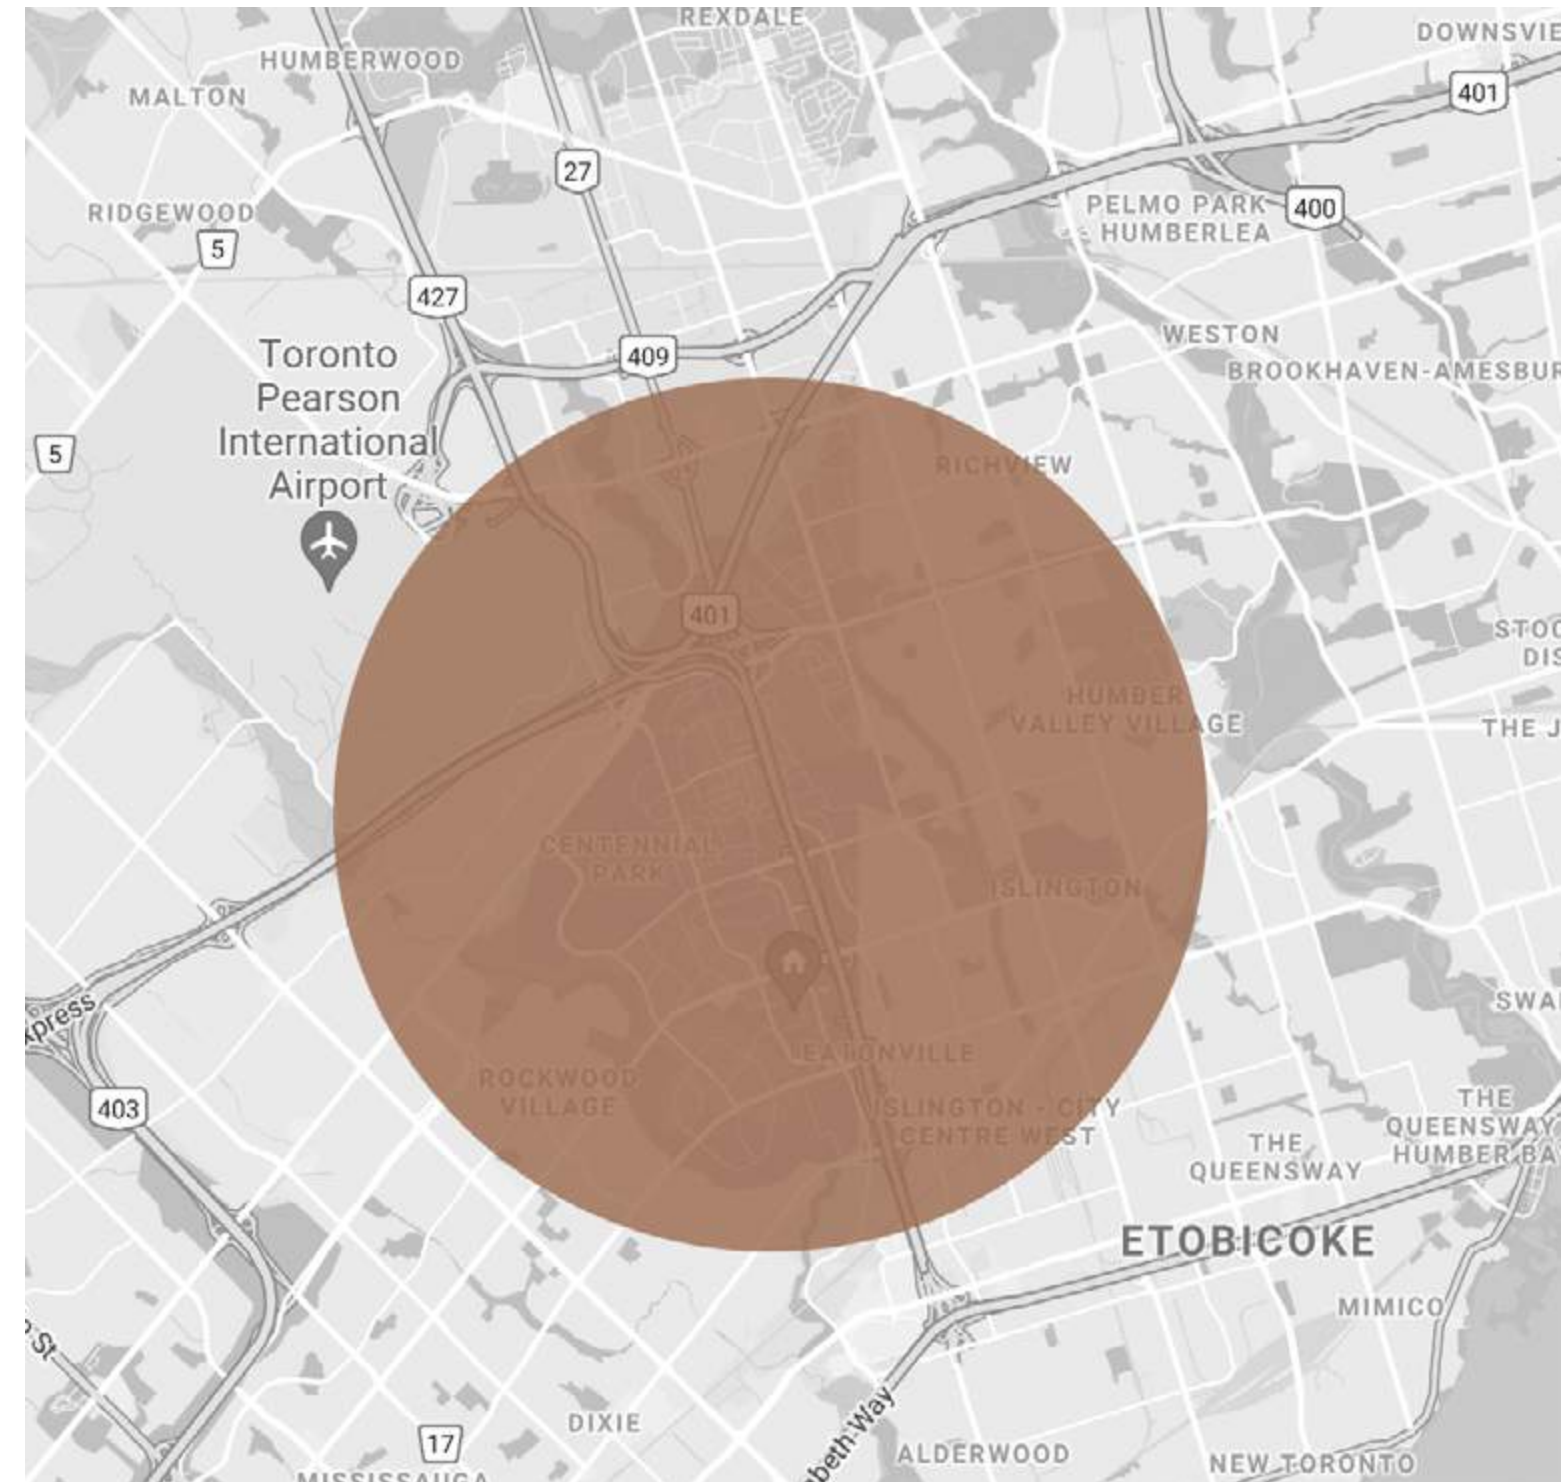 REXDALE
DOWNSVIE
HUMBERWOOD
MALTON
401
27
RIDGEWOOD
5
PELMO PARK
HUMBERLEA
400
427
WESTON
409
Toronto
Pearson
International
Airport
BROOKHAVEN-AMESBUR
5
RICHVIEW
401
STOC
DIS
HUMBER
VALLEY VILLAGE
THE J
CENTENNIAL
PARK
ISLINGTON
SWA
xpress
EATONVILLE
ROCKWOOD
VILLAGE
403
ISLINGTON - CITY
CENTRE WEST
THE
QUEENSWAY
HUMBER BA
THE
QUEENSWAY
ETOBICOKE
MIMICO
St
DIXIE
17
abeth Way
ALDERWOOD
NEW TORONTO
MISSISSAUGA